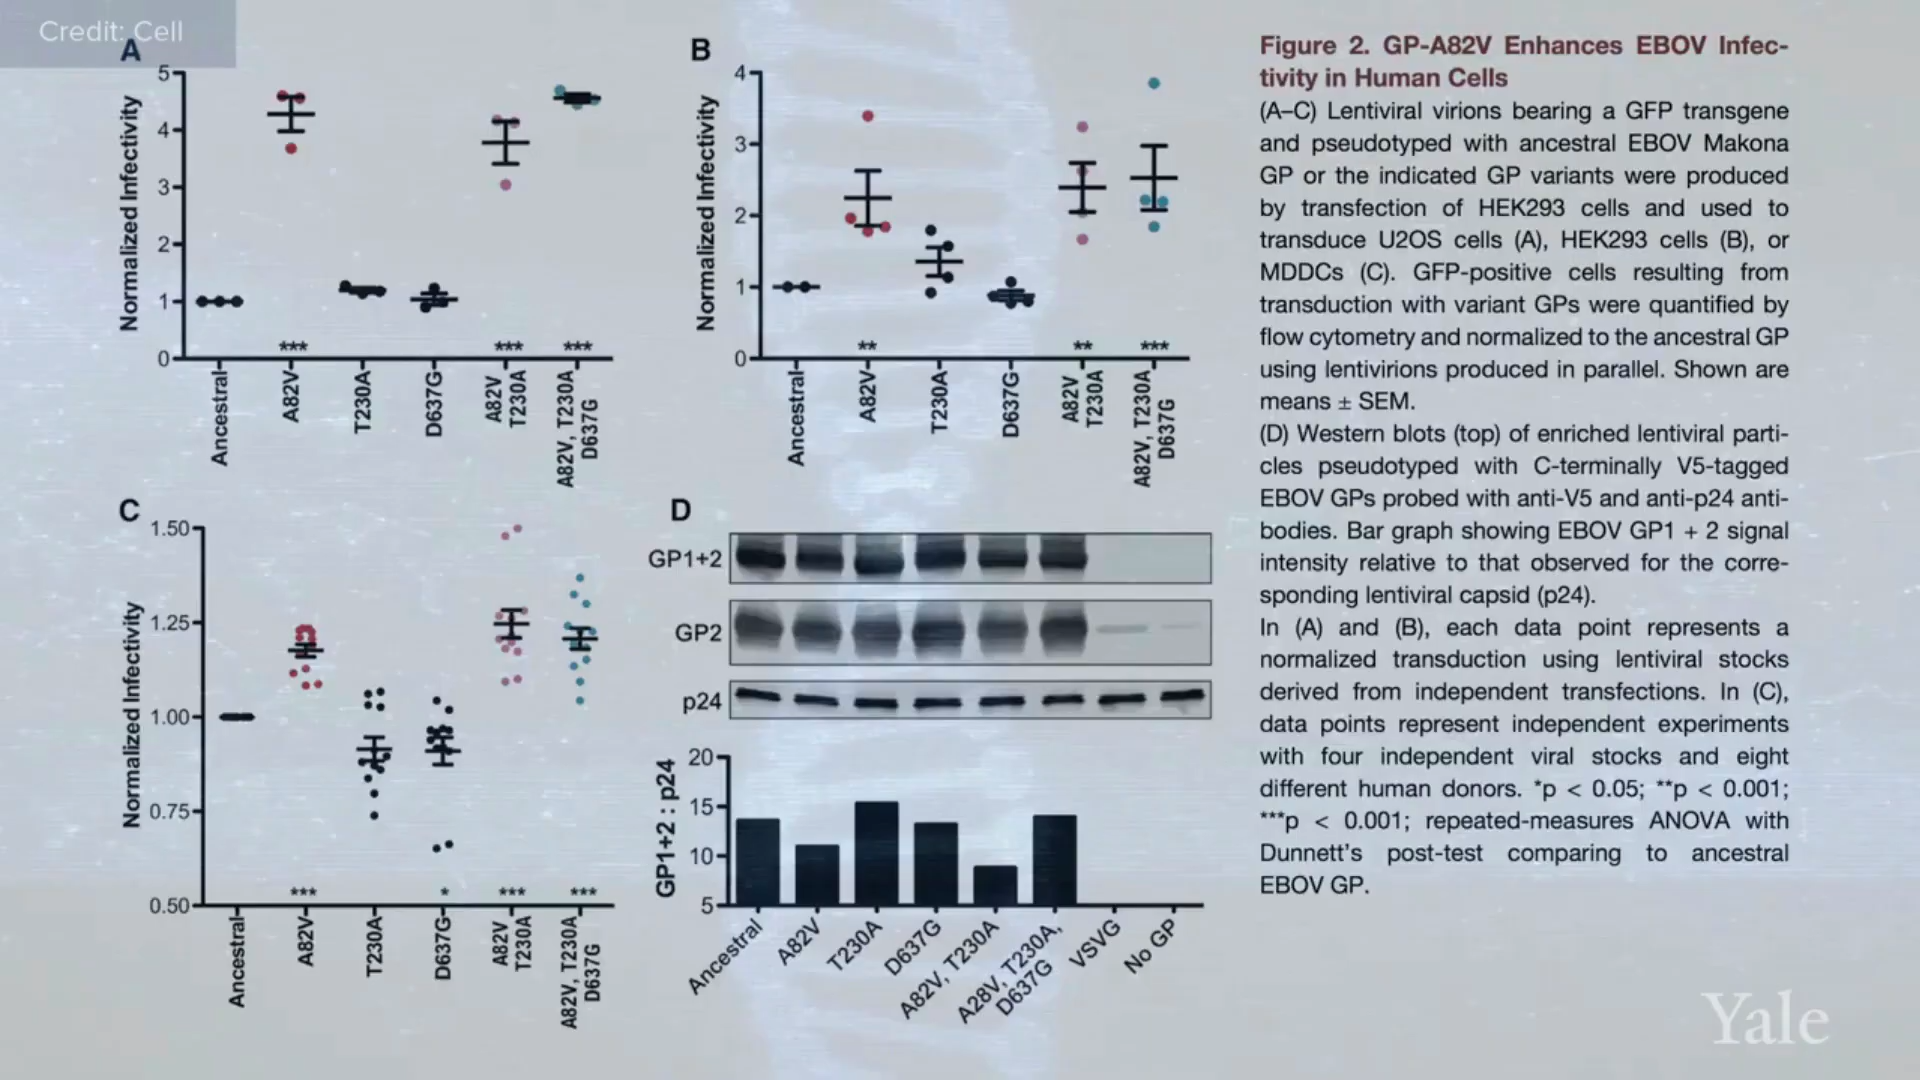 Credit: Cell
A
Normalized Infectivity
5
4
3
2
1
0
***
***
***
Ancestral
A82V
T230A
D637G
A82V
T230A
A82V, T230A
D637G
B
Normalized Infectivity
4
3
2
1
0
**
**
***
Ancestral
A82V
T230A
D637G
A82V
T230A
A82V, T230A
D637G
C
Normalized Infectivity
1.50
1.25
1.00
0.75
0.50
***
*
***
***
Ancestral
A82V
T230A
D637G
A82V
T230A
A82V, T230A
D637G
D
GP1+2
GP2
p24
GP1+2 : p24
20
15
10
5
Ancestral
A82V
T230A
D637G
A82V, T230A
A28V, T230A,
D637G
VSVG
No GP
Figure 2. GP-A82V Enhances EBOV Infec-
tivity in Human Cells
(A–C) Lentiviral virions bearing a GFP transgene
and pseudotyped with ancestral EBOV Makona
GP or the indicated GP variants were produced
by transfection of HEK293 cells and used to
transduce U2OS cells (A), HEK293 cells (B), or
MDDCs (C). GFP-positive cells resulting from
transduction with variant GPs were quantified by
flow cytometry and normalized to the ancestral GP
using lentivirions produced in parallel. Shown are
means ± SEM.
(D) Western blots (top) of enriched lentiviral parti-
cles pseudotyped with C-terminally V5-tagged
EBOV GPs probed with anti-V5 and anti-p24 anti-
bodies. Bar graph showing EBOV GP1 + 2 signal
intensity relative to that observed for the corre-
sponding lentiviral capsid (p24).
In (A) and (B), each data point represents a
normalized transduction using lentiviral stocks
derived from independent transfections. In (C),
data points represent independent experiments
with four independent viral stocks and eight
different human donors. *p < 0.05; **p < 0.001;
***p < 0.001; repeated-measures ANOVA with
Dunnett's post-test comparing to ancestral
EBOV GP.
Yale